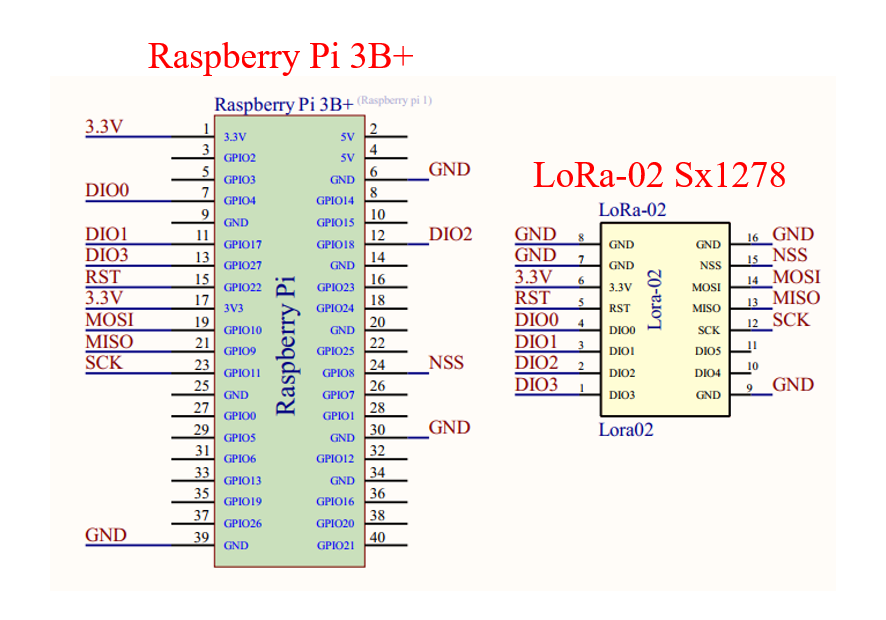 Raspberry Pi 3B+
Raspberry Pi 3B+ (Raspberry pi 1)
3.3V 1 3.3V 5V 2
3 GPIO2 5V 4
5 GPIO3 GND 6 GND
DIO0 7 GPIO4 GPIO14 8
9 GND GPIO15 10
DIO1 11 GPIO17 GPIO18 12 DIO2
DIO3 13 GPIO27 GND 14
RST 15 GPIO22 GPIO23 16
3.3V 17 3V3 GPIO24 18
MOSI 19 GPIO10 GND 20
MISO 21 GPIO9 GPIO25 22
SCK 23 GPIO11 GPIO8 24 NSS
25 GND GPIO7 26
27 GPIO0 GPIO1 28
29 GPIO5 GND 30 GND
31 GPIO6 GPIO12 32
33 GPIO13 GND 34
35 GPIO19 GPIO16 36
37 GPIO26 GPIO20 38
GND 39 GND GPIO21 40
Raspberry Pi
LoRa-02 Sx1278
LoRa-02
GND 8 GND GND 16 GND
GND 7 GND NSS 15 NSS
3.3V 6 3.3V MOSI 14 MOSI
RST 5 RST MISO 13 MISO
DIO0 4 DIO0 SCK 12 SCK
DIO1 3 DIO1 DIO5 11
DIO2 2 DIO2 DIO4 10
DIO3 1 DIO3 GND 9 GND
Lora-02
Lora02